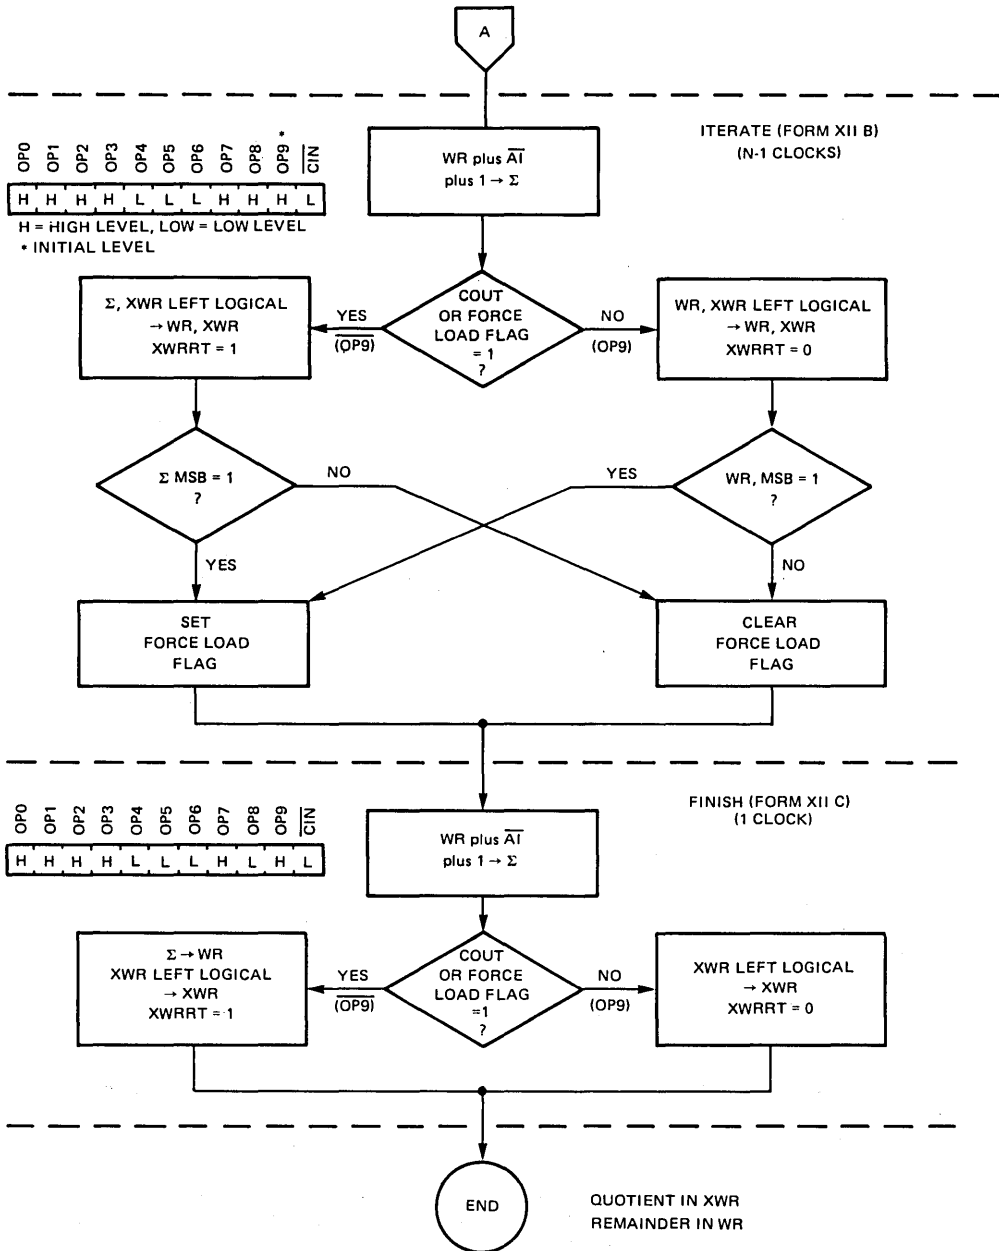 A
ITERATE (FORM XII B)
(N-1 CLOCKS)
OP0 OP1 OP2 OP3 OP4 OP5 OP6 OP7 OP8 OP9 * C̅I̅N̅
H H H H L L L H H H L
H = HIGH LEVEL, LOW = LOW LEVEL
* INITIAL LEVEL
WR plus A̅I̅
plus 1 → Σ
Σ, XWR LEFT LOGICAL
→ WR, XWR
XWRRT = 1
YES
(O̅P̅9̅)
COUT
OR FORCE
LOAD FLAG
= 1
?
NO
(OP9)
WR, XWR LEFT LOGICAL
→ WR, XWR
XWRRT = 0
Σ MSB = 1
?
NO
YES
YES
WR, MSB = 1
?
NO
SET
FORCE LOAD
FLAG
CLEAR
FORCE LOAD
FLAG
FINISH (FORM XII C)
(1 CLOCK)
OP0 OP1 OP2 OP3 OP4 OP5 OP6 OP7 OP8 OP9 C̅I̅N̅
H H H H L L L H L H L
WR plus A̅I̅
plus 1 → Σ
Σ → WR
XWR LEFT LOGICAL
→ XWR
XWRRT = 1
YES
(O̅P̅9̅)
COUT
OR FORCE
LOAD FLAG
=1
?
NO
(OP9)
XWR LEFT LOGICAL
→ XWR
XWRRT = 0
END
QUOTIENT IN XWR
REMAINDER IN WR